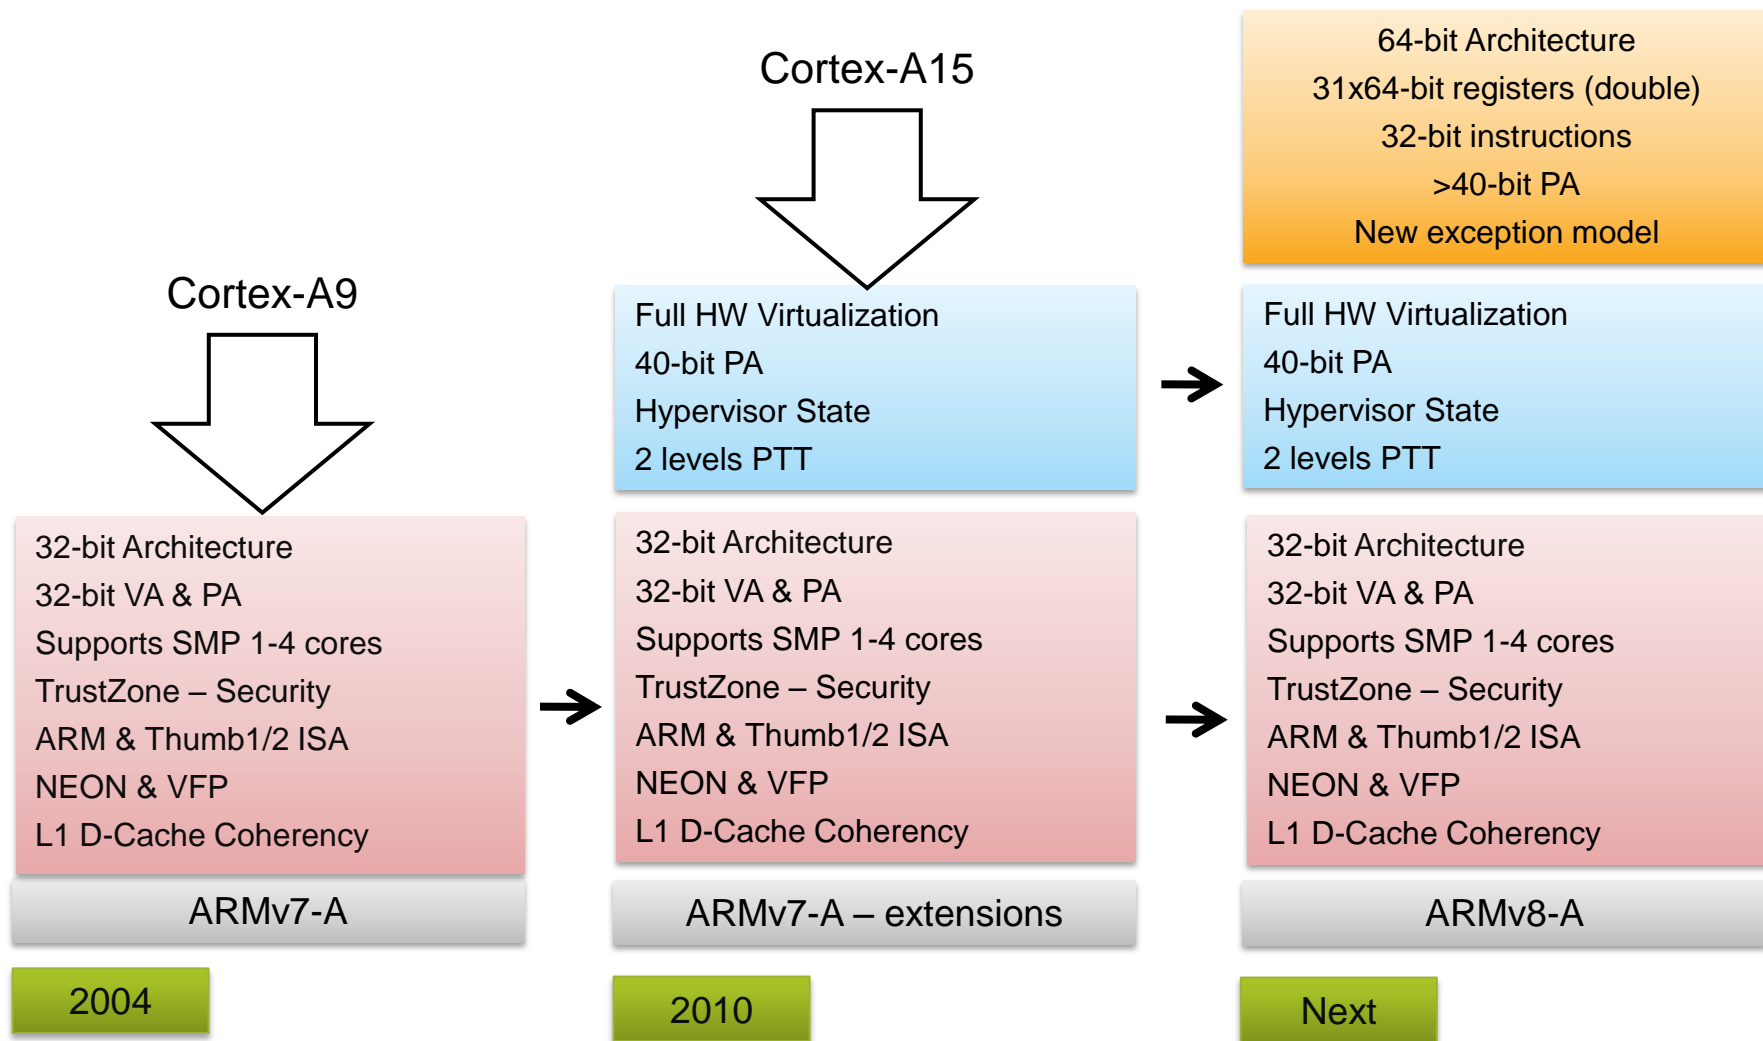 Cortex-A9
32-bit Architecture
32-bit VA & PA
Supports SMP 1-4 cores
TrustZone – Security
ARM & Thumb1/2 ISA
NEON & VFP
L1 D-Cache Coherency
ARMv7-A
2004
Cortex-A15
Full HW Virtualization
40-bit PA
Hypervisor State
2 levels PTT
32-bit Architecture
32-bit VA & PA
Supports SMP 1-4 cores
TrustZone – Security
ARM & Thumb1/2 ISA
NEON & VFP
L1 D-Cache Coherency
ARMv7-A – extensions
2010
64-bit Architecture
31x64-bit registers (double)
32-bit instructions
>40-bit PA
New exception model
Full HW Virtualization
40-bit PA
Hypervisor State
2 levels PTT
32-bit Architecture
32-bit VA & PA
Supports SMP 1-4 cores
TrustZone – Security
ARM & Thumb1/2 ISA
NEON & VFP
L1 D-Cache Coherency
ARMv8-A
Next